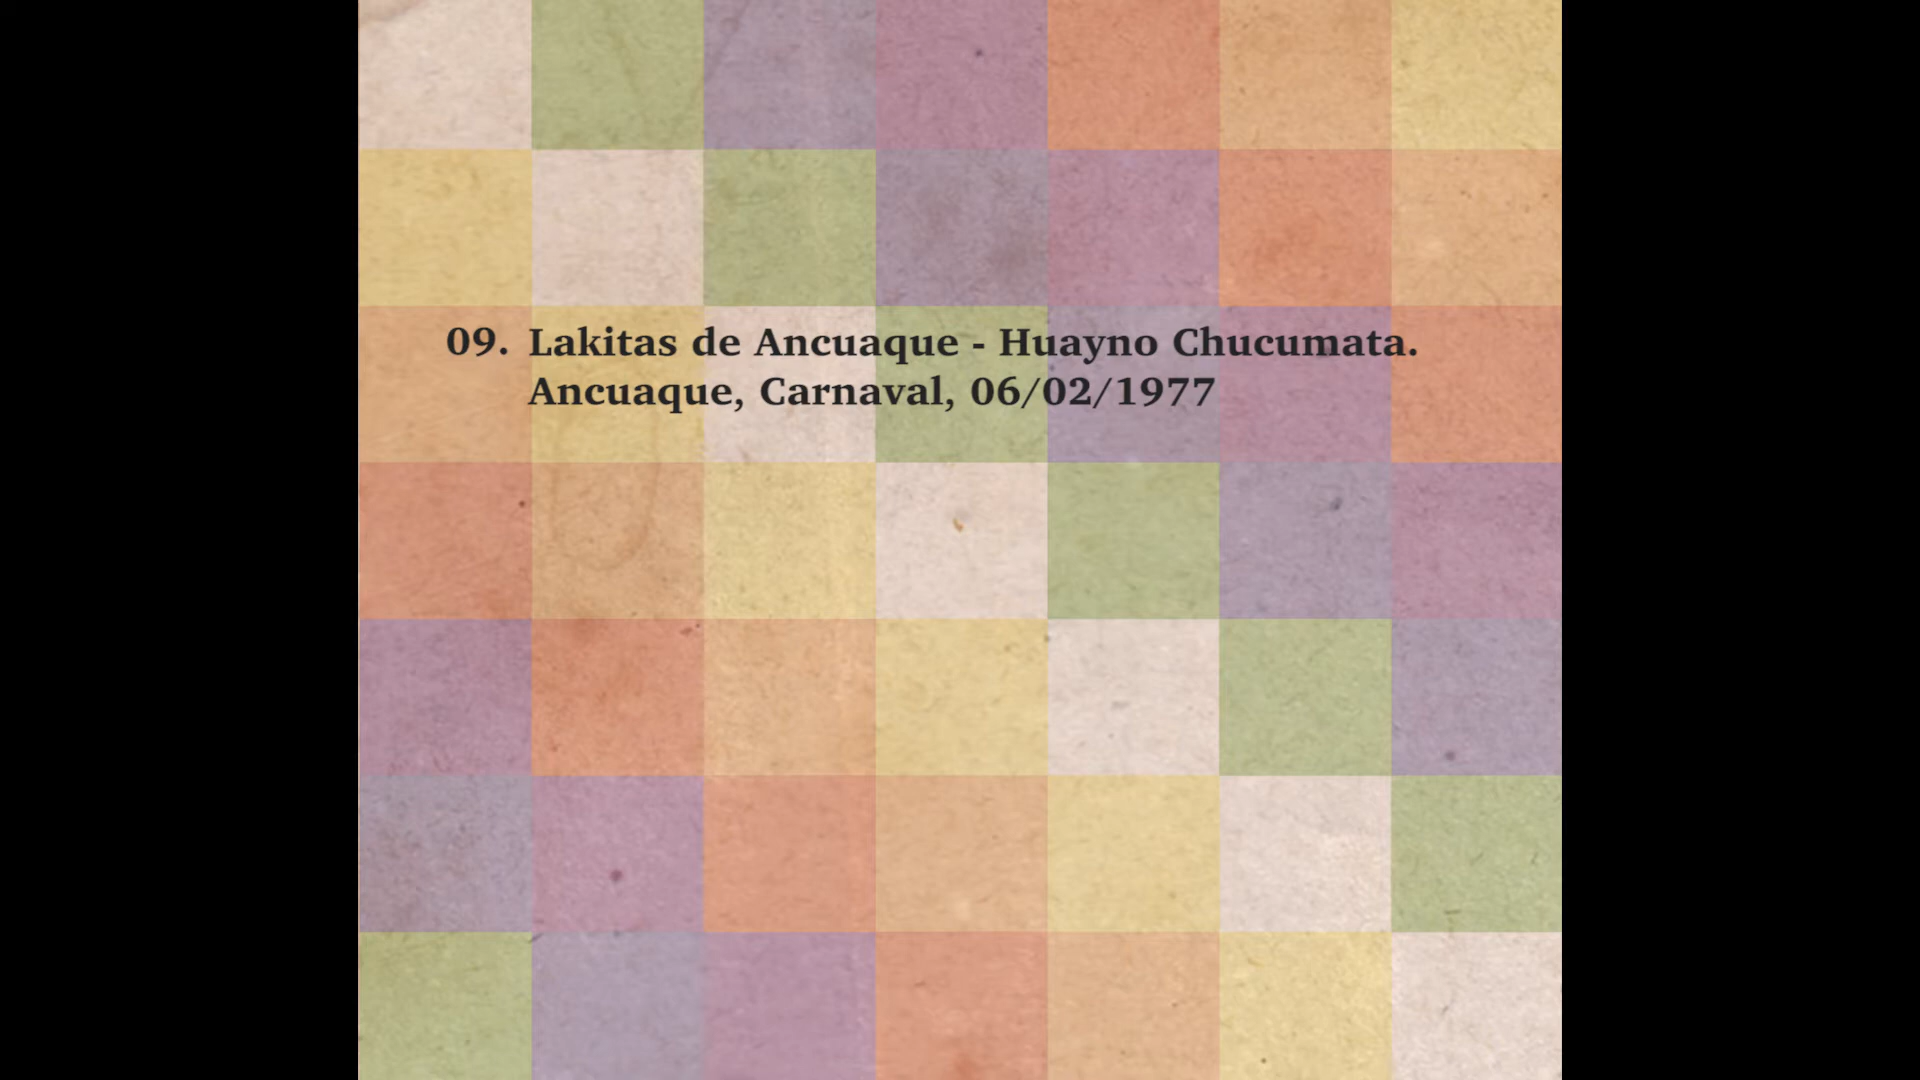 09. Lakitas de Ancuaque - Huayno Chucumata.
Ancuaque, Carnaval, 06/02/1977